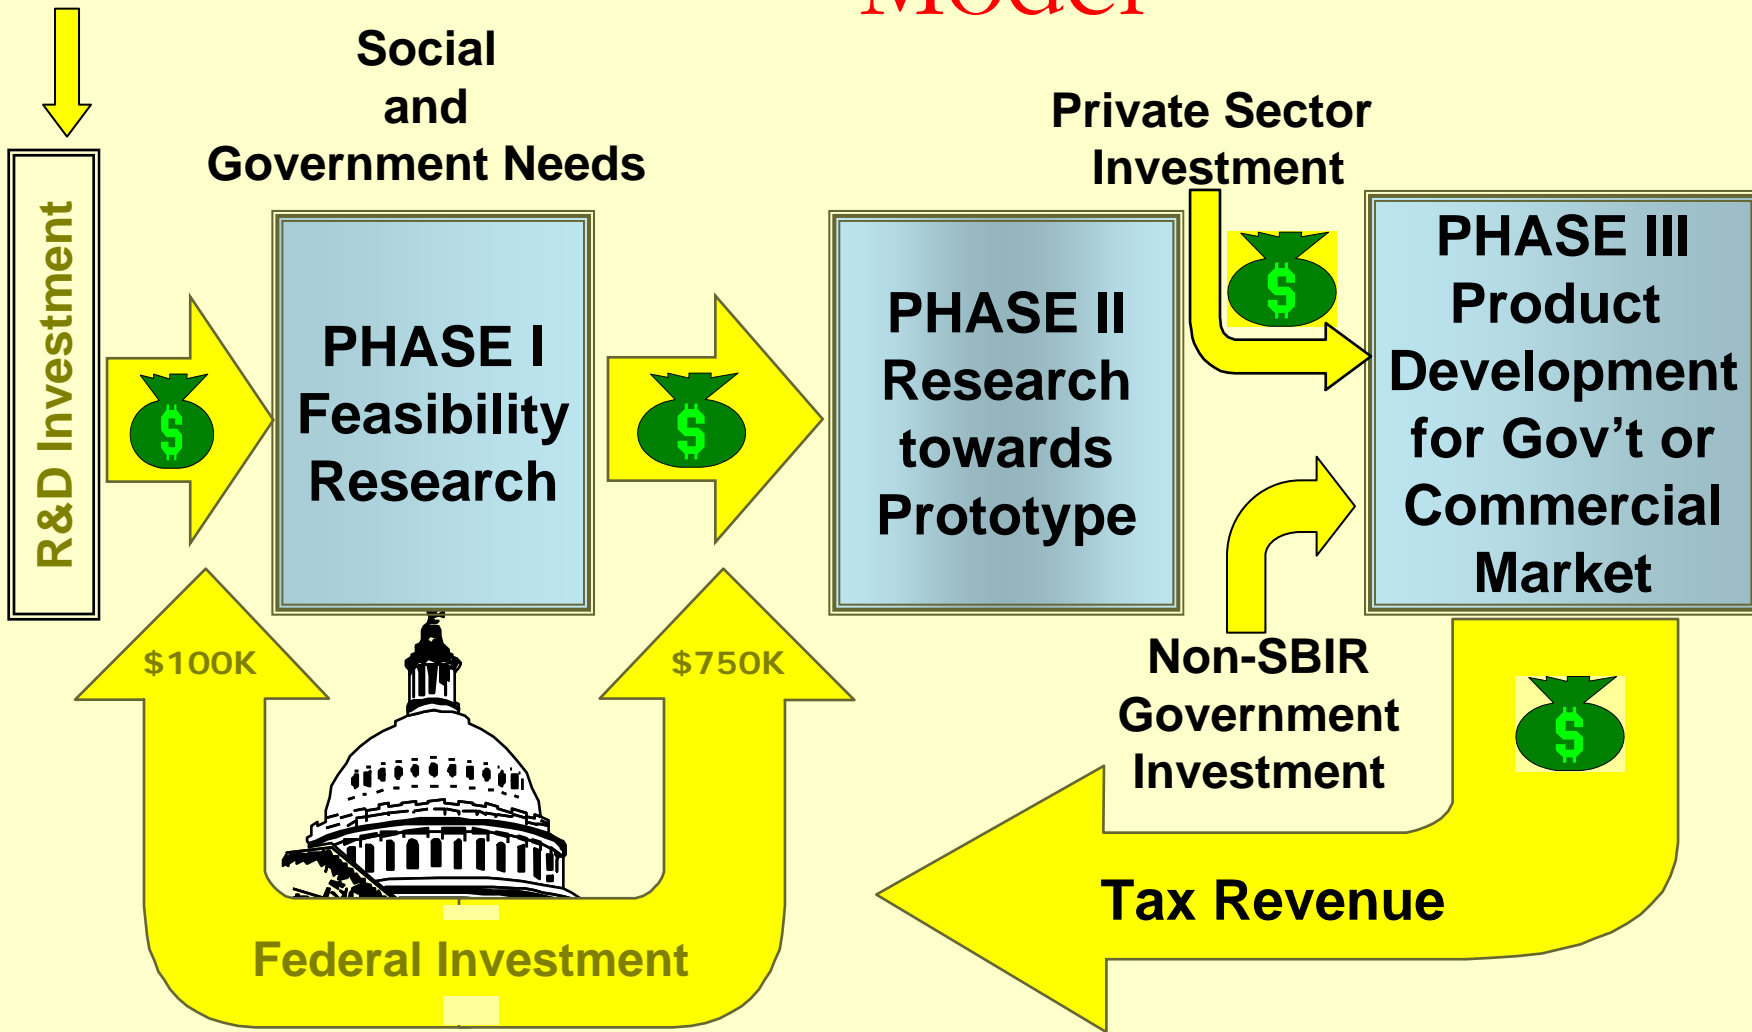 Model
Social
and
Government Needs
Private Sector
Investment
R&D Investment
$
PHASE I
Feasibility
Research
$
PHASE II
Research
towards
Prototype
$
PHASE III
Product
Development
for Gov't or
Commercial
Market
$100K
$750K
Non-SBIR
Government
Investment
$
Tax Revenue
Federal Investment